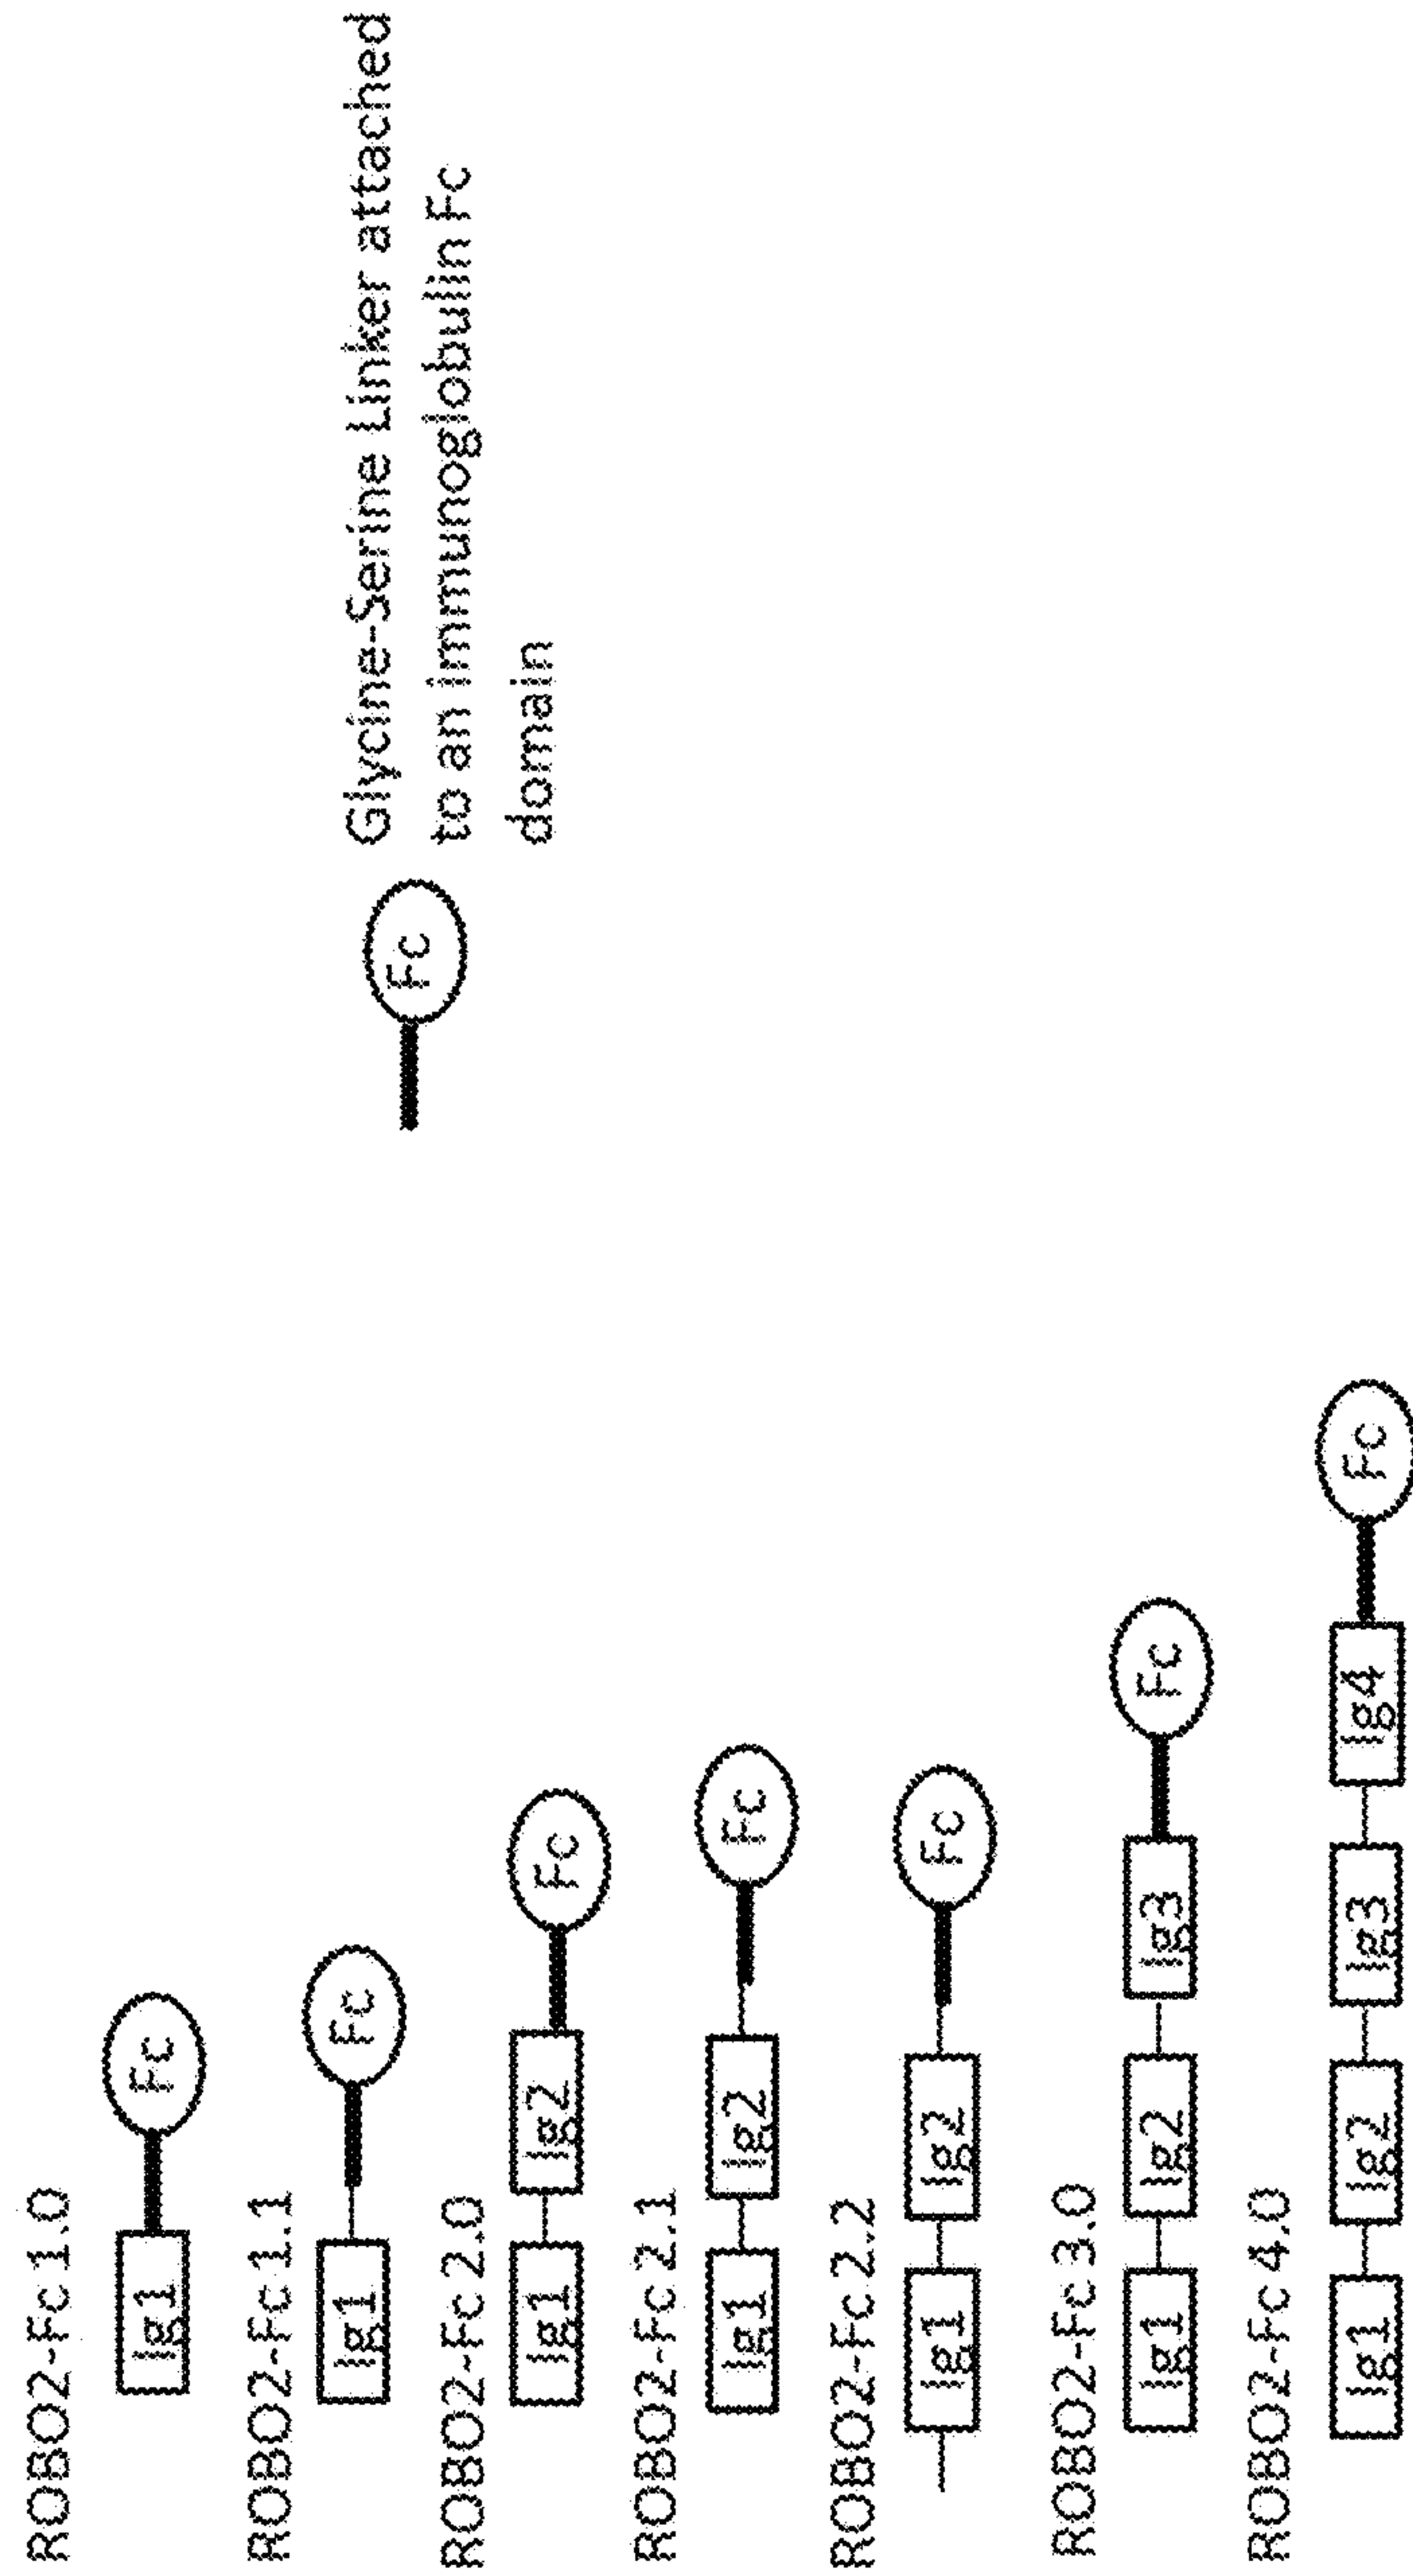 ROBO2-Fc 1.0
Ig1 Fc
ROBO2-Fc 1.1
Ig1 Fc
ROBO2-Fc 2.0
Ig1 Ig2 Fc
ROBO2-Fc 2.1
Ig1 Ig2 Fc
ROBO2-Fc 2.2
Ig1 Ig2 Fc
ROBO2-Fc 3.0
Ig1 Ig2 Ig3 Fc
ROBO2-Fc 4.0
Ig1 Ig2 Ig3 Ig4 Fc
Fc
Glycine-Serine Linker attached
to an immunoglobulin Fc
domain